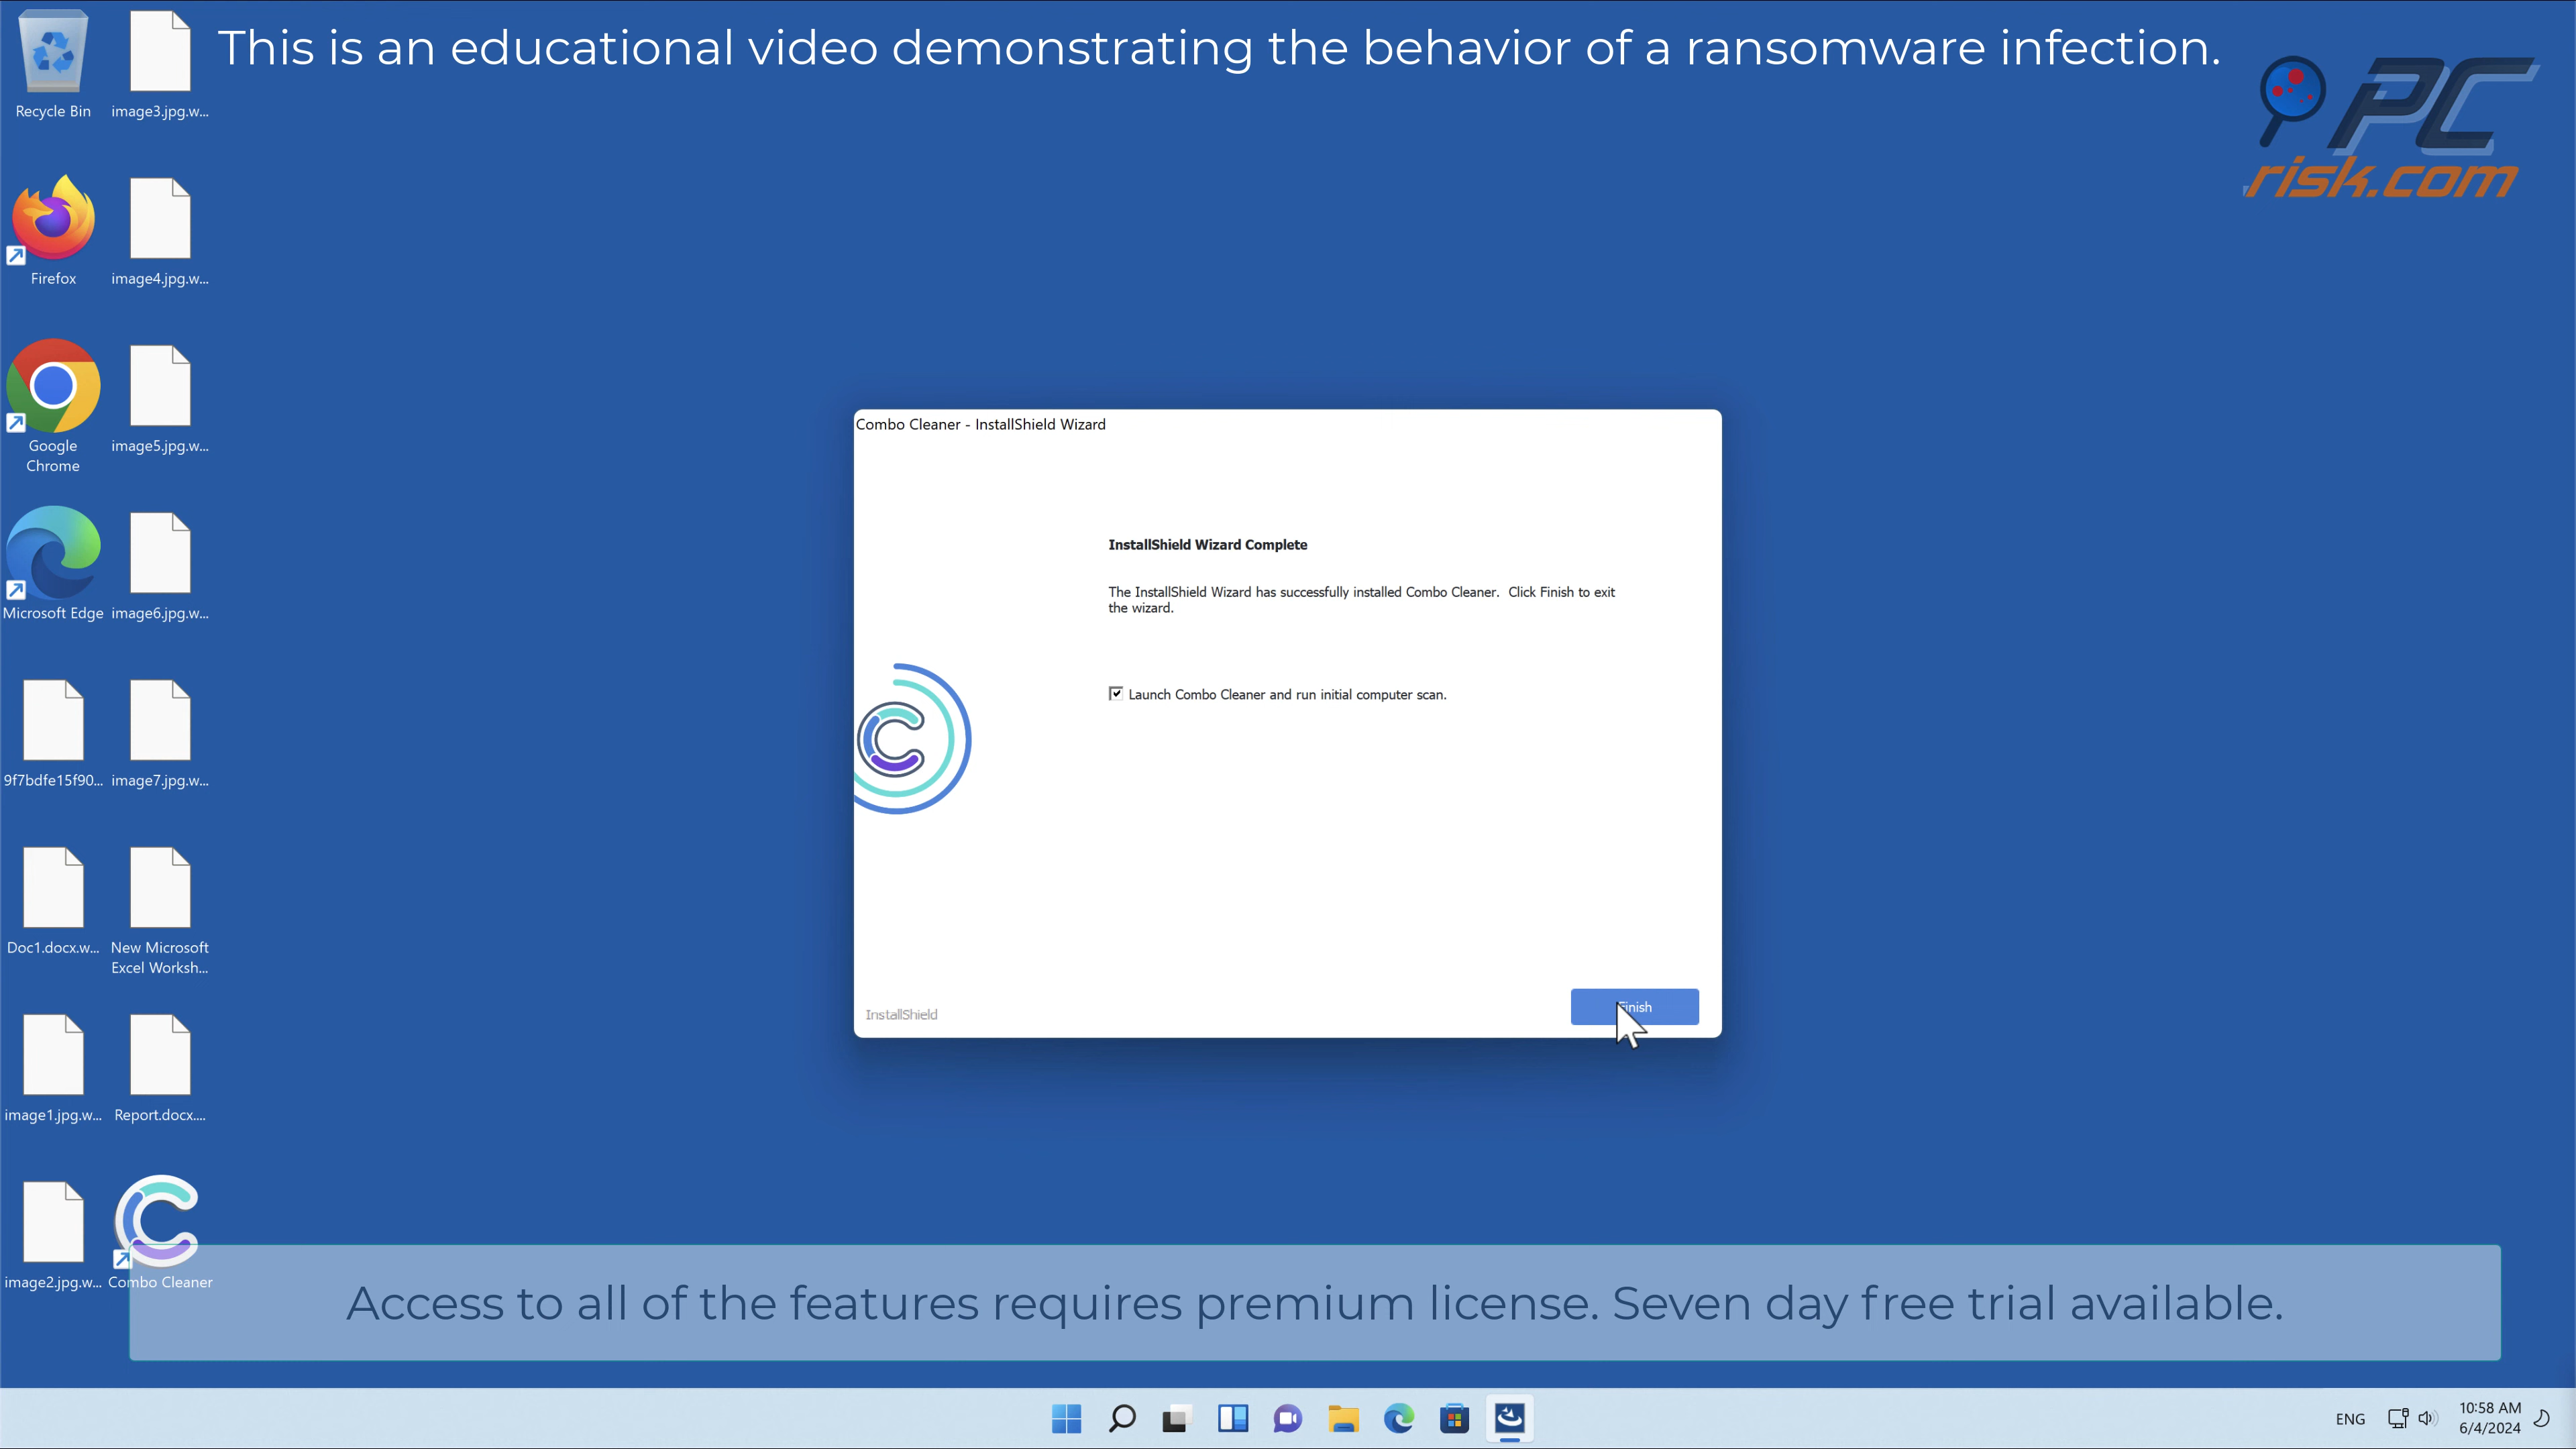 This is an educational video demonstrating the behavior of a ransomware infection.
PC
risk.com
Recycle Bin
image3.jpg.w...
Firefox
image4.jpg.w...
Google
Chrome
image5.jpg.w...
Microsoft Edge
image6.jpg.w...
9f7bdfe15f90...
image7.jpg.w...
Doc1.docx.w...
New Microsoft
Excel Worksh...
image1.jpg.w...
Report.docx....
image2.jpg.w...
Combo Cleaner
Combo Cleaner - InstallShield Wizard
InstallShield Wizard Complete
The InstallShield Wizard has successfully installed Combo Cleaner. Click Finish to exit
the wizard.
Launch Combo Cleaner and run initial computer scan.
InstallShield
Finish
Access to all of the features requires premium license. Seven day free trial available.
ENG
10:58 AM
6/4/2024